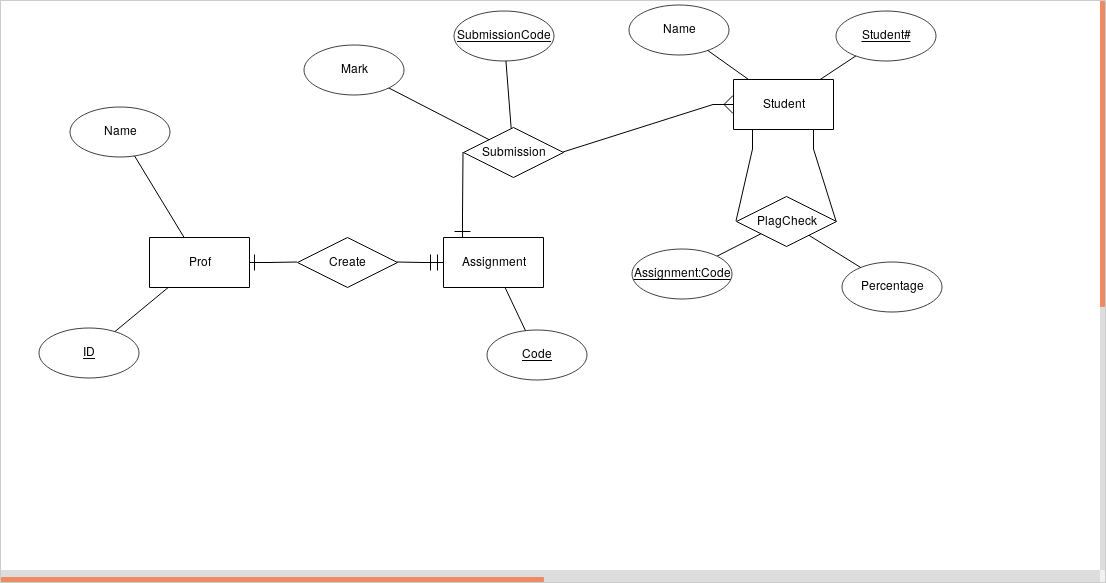 SubmissionCode
Name
Student#
Mark
Student
Name
Submission
PlagCheck
Prof
Create
Assignment
Assignment:Code
Percentage
ID
Code